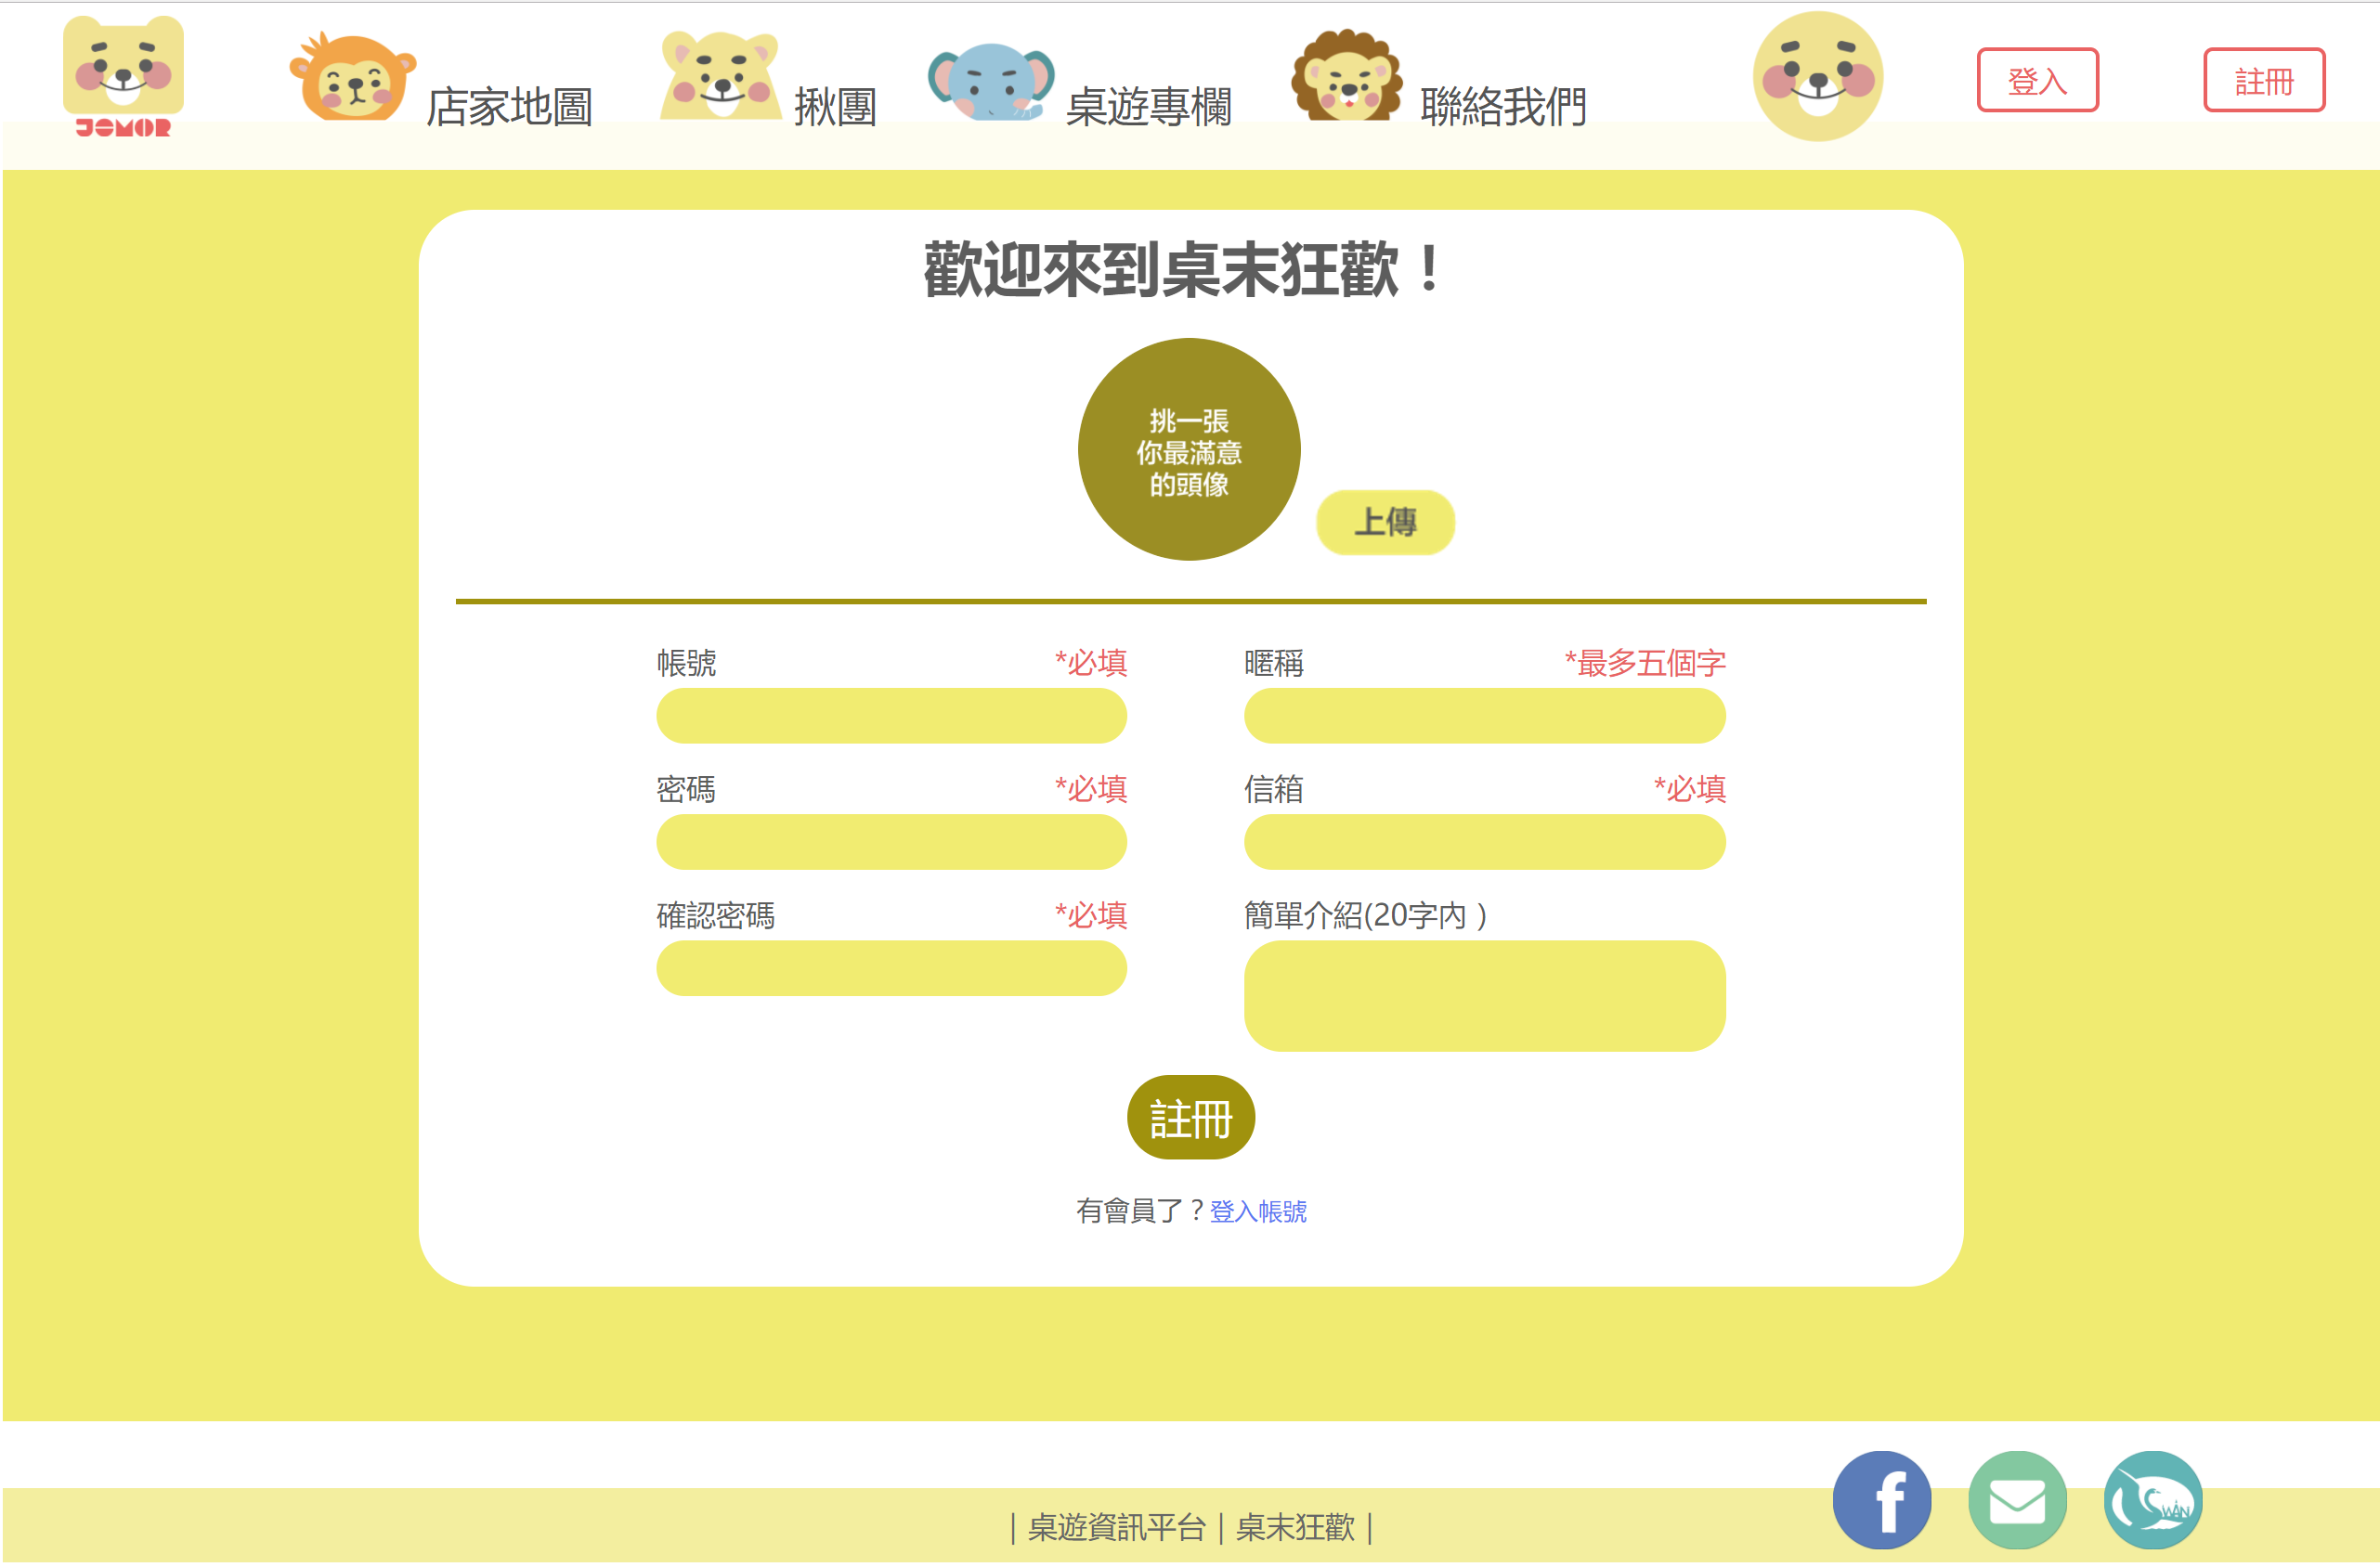 JOMOR
店家地圖
揪團
桌遊專欄
聯絡我們
登入
註冊
歡迎來到桌末狂歡！
挑一張
你最滿意
的頭像
上傳
帳號 *必填
暱稱 *最多五個字
密碼 *必填
信箱 *必填
確認密碼 *必填
簡單介紹(20字內 )
註冊
有會員了？登入帳號
f
SWAN
| 桌遊資訊平台 | 桌末狂歡 |